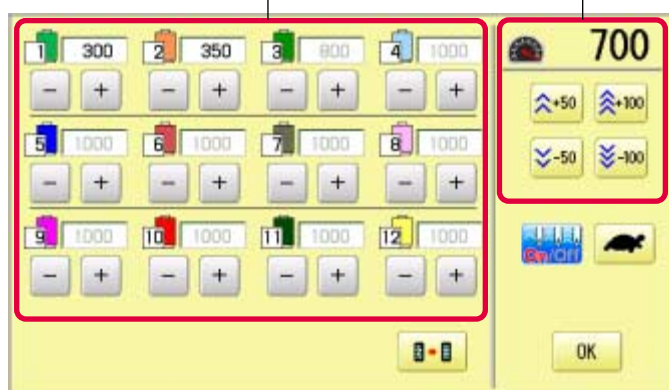 1 300 2 350 3 800 4 1000
- + - + - + - +
5 1000 6 1000 7 1000 8 1000
- + - + - + - +
9 1000 10 1000 11 1000 12 1000
- + - + - + - +
700
+50 +100
-50 -100
On/Off
OK